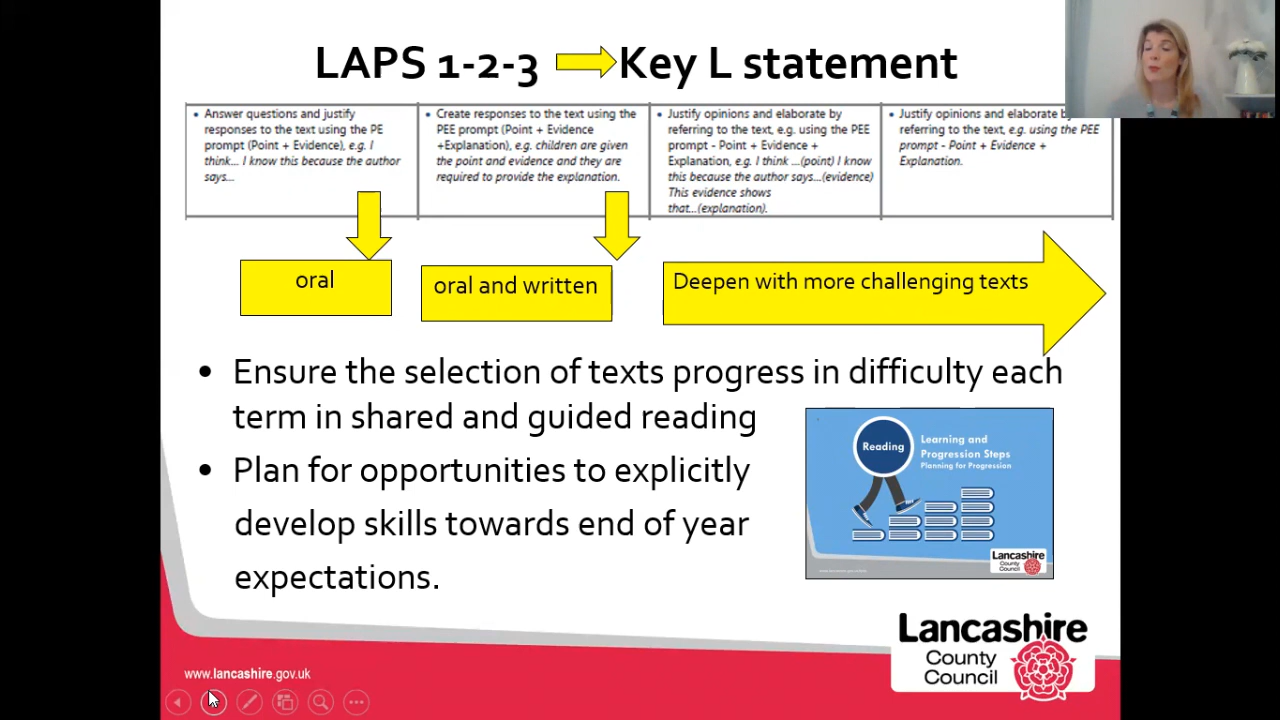 LAPS 1-2-3 Key L statement
• Answer questions and justify
responses to the text using the PE
prompt (Point + Evidence), e.g. I
think... I know this because the author
says...
• Create responses to the text using the
PEE prompt (Point + Evidence
+Explanation), e.g. children are given
the point and evidence and they are
required to provide the explanation.
• Justify opinions and elaborate by
referring to the text, e.g. using the PEE
prompt - Point + Evidence +
Explanation, e.g. I think ...(point) I know
this because the author says...(evidence)
This evidence shows
that...(explanation).
• Justify opinions and elaborate by
referring to the text, e.g. using the PEE
prompt - Point + Evidence +
Explanation.
oral
oral and written
Deepen with more challenging texts
• Ensure the selection of texts progress in difficulty each
term in shared and guided reading
• Plan for opportunities to explicitly
develop skills towards end of year
expectations.
Reading
Learning and
Progression Steps
Planning for Progression
Lancashire
County
Council
www.lancashire.gov.uk
Lancashire
County
Council